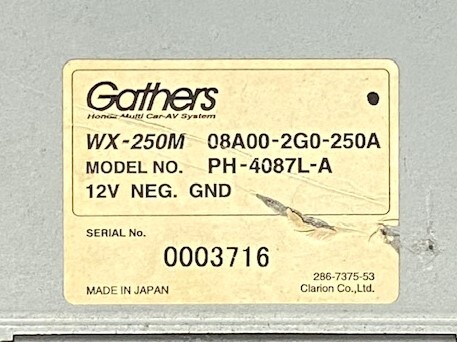 Gathers
Honda Multi Car-AV System
WX-250M 08A00-2G0-250A
MODEL NO. PH-4087L-A
12V NEG. GND
SERIAL No.
0003716
286-7375-53
MADE IN JAPAN Clarion Co.,Ltd.